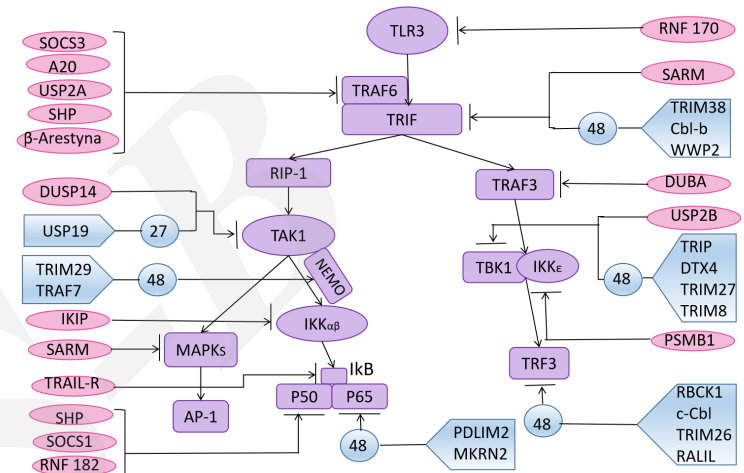 SOCS3
A20
USP2A
SHP
β-Arestyna
TLR3
RNF 170
TRAF6
TRIF
SARM
48
TRIM38
Cbl-b
WWP2
RIP-1
TRAF3
DUBA
DUSP14
USP19
27
TAK1
NEMO
USP2B
TBK1
IKKε
48
TRIP
DTX4
TRIM27
TRIM8
TRIM29
TRAF7
48
IKIP
IKKαβ
SARM
MAPKs
PSMB1
TRAIL-R
IkB
TRF3
P50
P65
AP-1
SHP
SOCS1
RNF 182
48
PDLIM2
MKRN2
48
RBCK1
c-Cbl
TRIM26
RALIL